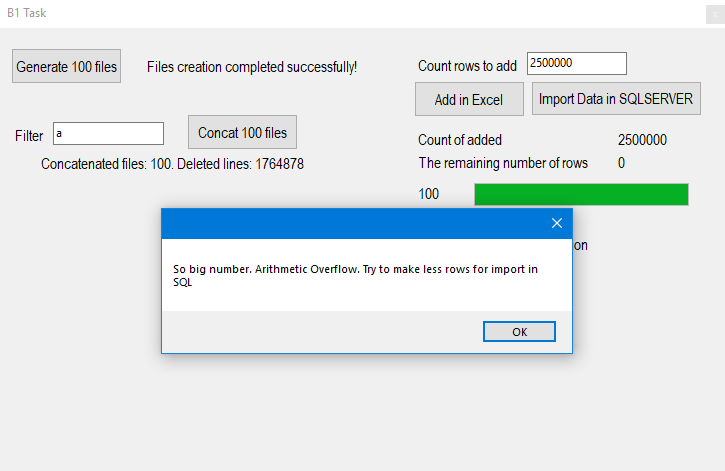 B1 Task
Generate 100 files
Files creation completed successfully!
Count rows to add
2500000
Add in Excel
Import Data in SQLSERVER
Filter
a
Concat 100 files
Concatenated files: 100. Deleted lines: 1764878
Count of added
2500000
The remaining number of rows
0
100
on
So big number. Arithmetic Overflow. Try to make less rows for import in
SQL
OK